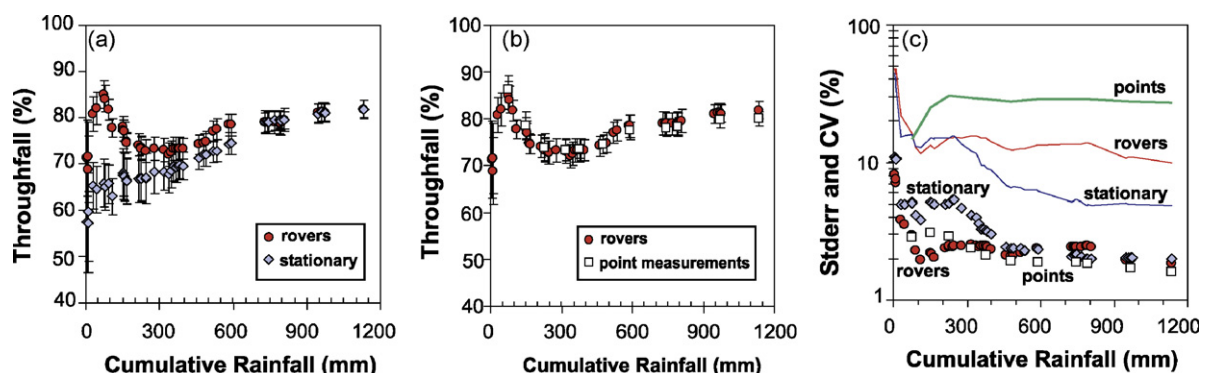 (a)
Throughfall (%)
100
90
80
70
60
50
40
0
300
600
900
1200
Cumulative Rainfall (mm)
rovers
stationary
(b)
Throughfall (%)
100
90
80
70
60
50
40
0
300
600
900
1200
Cumulative Rainfall (mm)
rovers
point measurements
(c)
Stderr and CV (%)
100
10
1
0
300
600
900
1200
Cumulative Rainfall (mm)
points
rovers
stationary
stationary
rovers
points